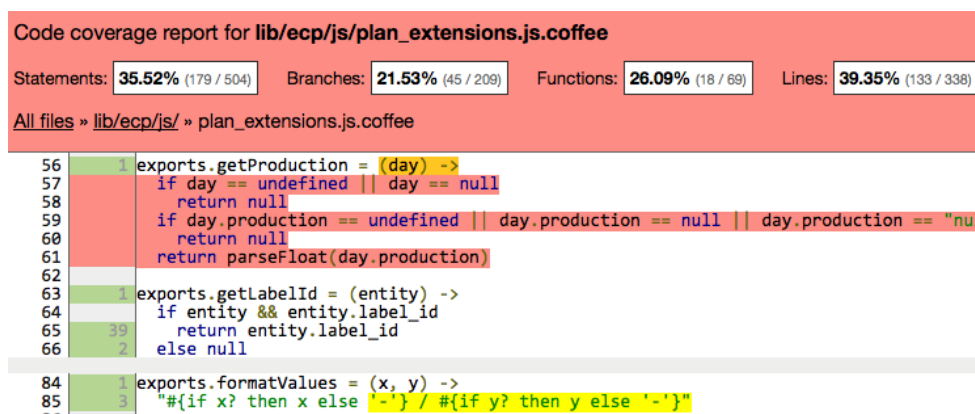 Code coverage report for lib/ecp/js/plan_extensions.js.coffee
Statements: 35.52% (179 / 504) Branches: 21.53% (45 / 209) Functions: 26.09% (18 / 69) Lines: 39.35% (133 / 338)
All files » lib/ecp/js/ » plan_extensions.js.coffee
56 1 exports.getProduction = (day) ->
57 if day == undefined || day == null
58 return null
59 if day.production == undefined || day.production == null || day.production == "nu
60 return null
61 return parseFloat(day.production)
62
63 1 exports.getLabelId = (entity) ->
64 if entity && entity.label_id
65 39 return entity.label_id
66 2 else null
84 1 exports.formatValues = (x, y) ->
85 3 "#{if x? then x else '-'} / #{if y? then y else '-'}"